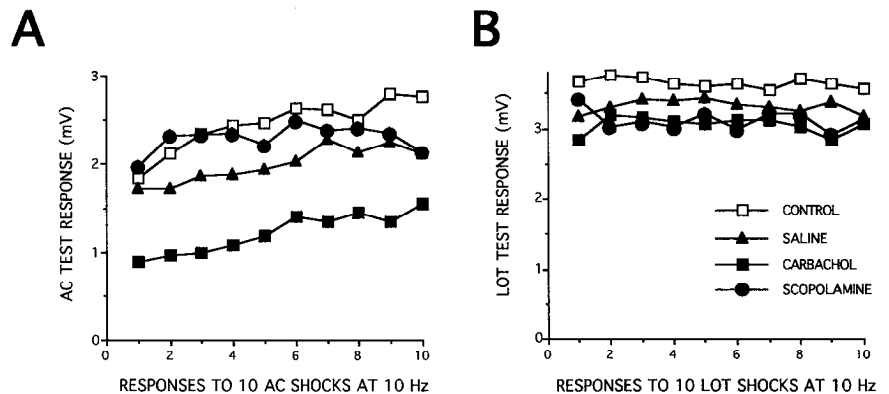 A
B
AC TEST RESPONSE (mV)
3
2
1
0
0 2 4 6 8 10
RESPONSES TO 10 AC SHOCKS AT 10 Hz
LOT TEST RESPONSE (mV)
3
2
1
0
0 2 4 6 8 10
CONTROL
SALINE
CARBACHOL
SCOPOLAMINE
RESPONSES TO 10 LOT SHOCKS AT 10 Hz